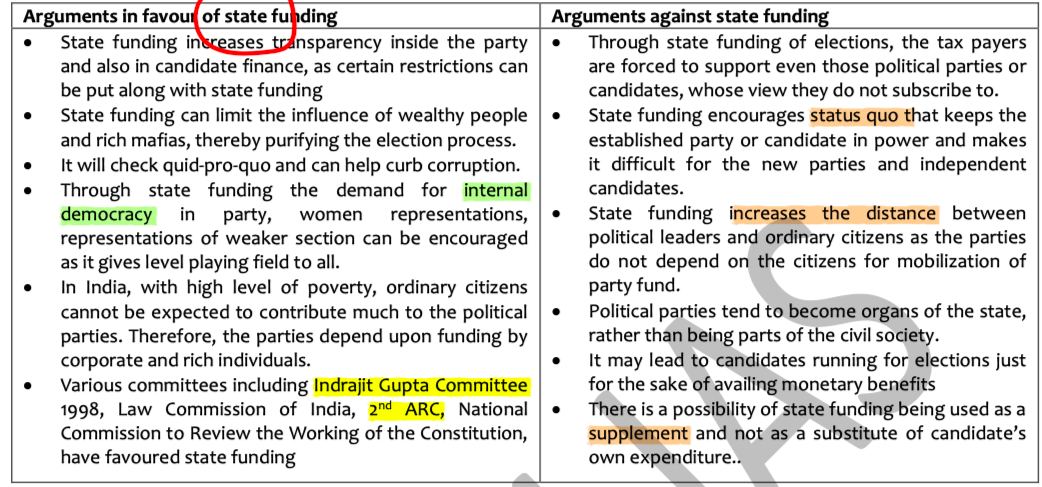 Arguments in favour of state funding
• State funding increases transparency inside the party
and also in candidate finance, as certain restrictions can
be put along with state funding
• State funding can limit the influence of wealthy people
and rich mafias, thereby purifying the election process.
• It will check quid-pro-quo and can help curb corruption.
• Through state funding the demand for internal
democracy in party, women representations,
representations of weaker section can be encouraged
as it gives level playing field to all.
• In India, with high level of poverty, ordinary citizens
cannot be expected to contribute much to the political
parties. Therefore, the parties depend upon funding by
corporate and rich individuals.
• Various committees including Indrajit Gupta Committee
1998, Law Commission of India, 2nd ARC, National
Commission to Review the Working of the Constitution,
have favoured state funding
Arguments against state funding
• Through state funding of elections, the tax payers
are forced to support even those political parties or
candidates, whose view they do not subscribe to.
• State funding encourages status quo that keeps the
established party or candidate in power and makes
it difficult for the new parties and independent
candidates.
• State funding increases the distance between
political leaders and ordinary citizens as the parties
do not depend on the citizens for mobilization of
party fund.
• Political parties tend to become organs of the state,
rather than being parts of the civil society.
• It may lead to candidates running for elections just
for the sake of availing monetary benefits
• There is a possibility of state funding being used as a
supplement and not as a substitute of candidate's
own expenditure..
IAS